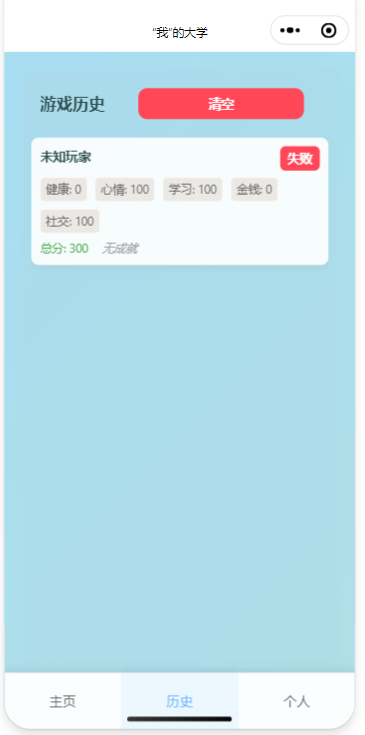 “我”的大学
游戏历史 清空
未知玩家 失败
健康: 0 心情: 100 学习: 100 金钱: 0
社交: 100
总分: 300 无成就
主页 历史 个人